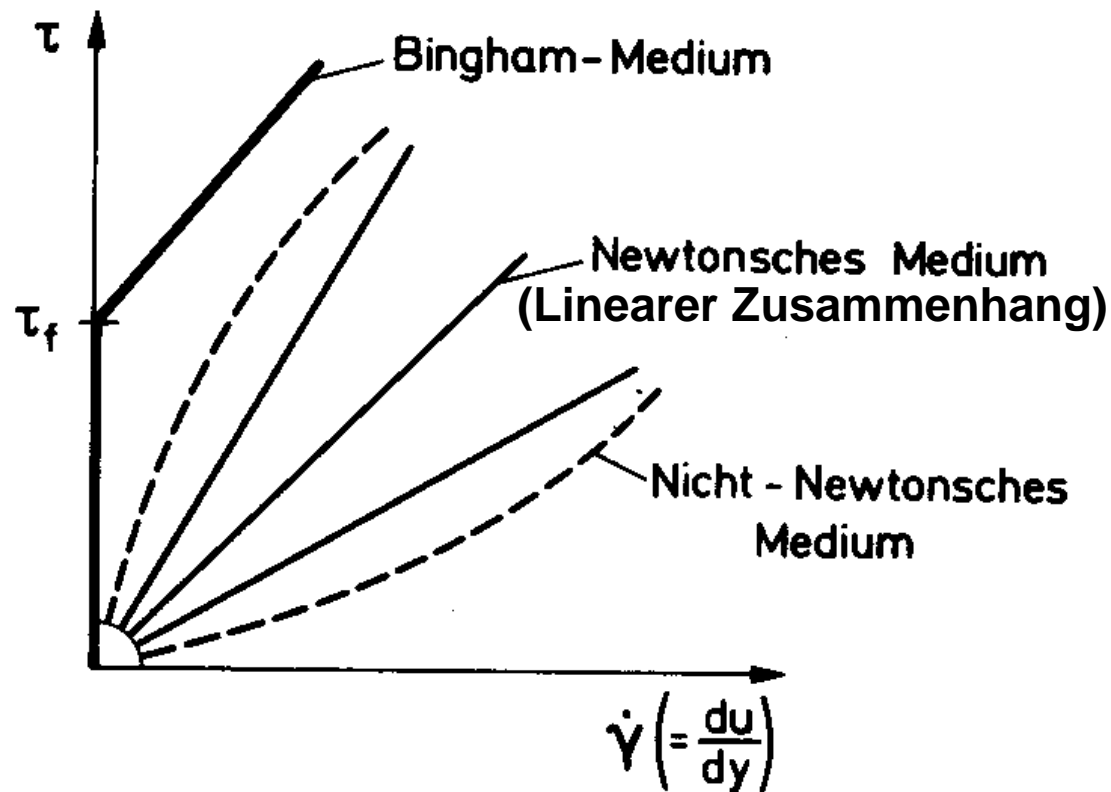 τ
Bingham-Medium
Newtonsches Medium
(Linearer Zusammenhang)
τf
Nicht-Newtonsches
Medium
γ̇ (= du/dy)